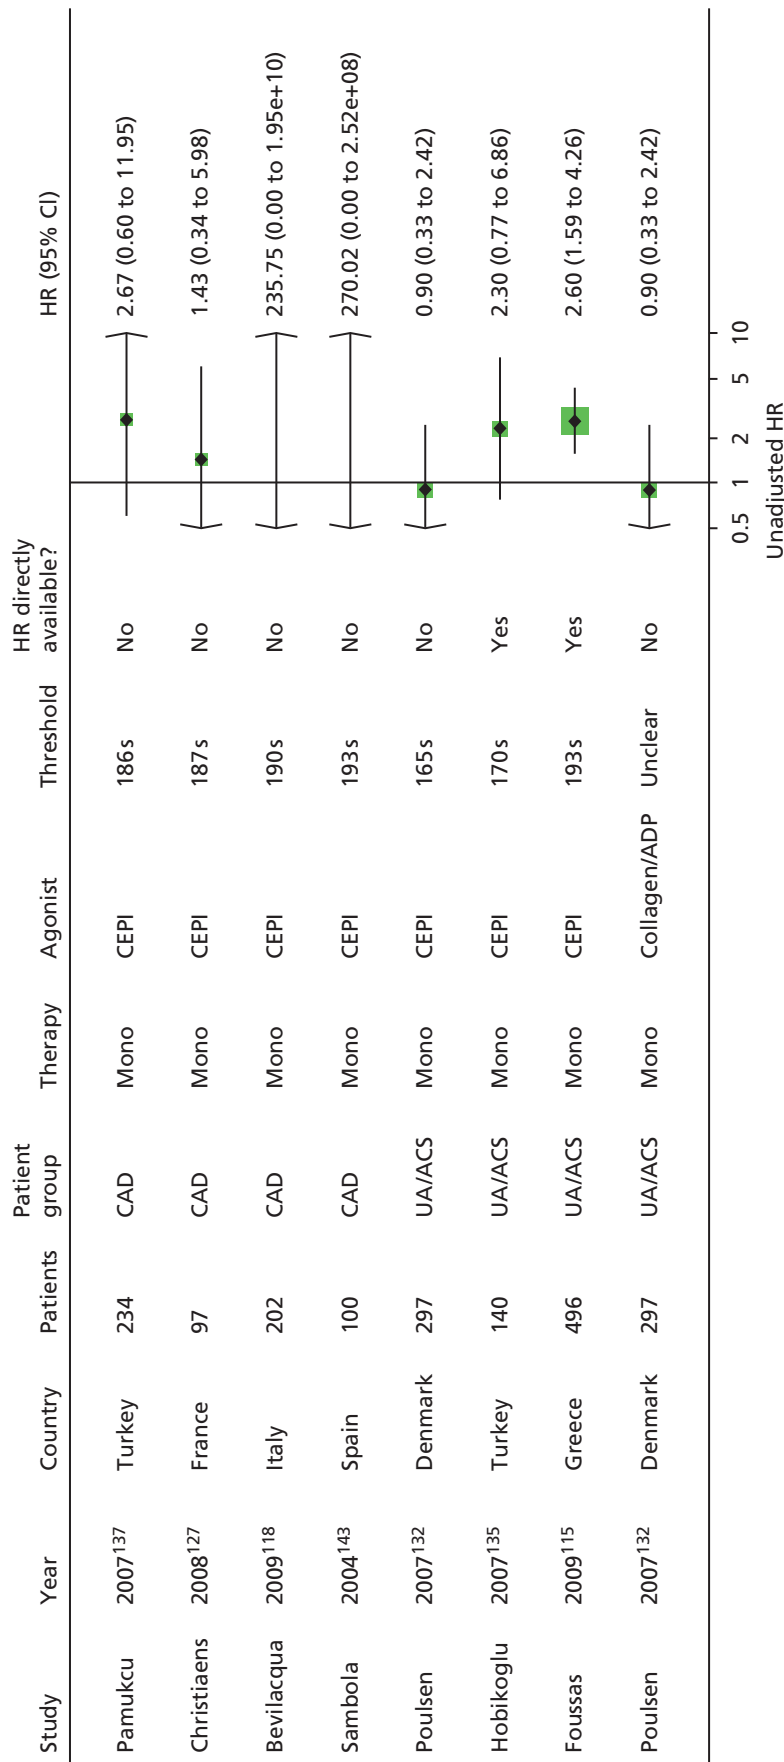 Study Year Country Patients Patient group Therapy Agonist Threshold HR directly available? HR (95% CI)
Pamukcu 2007137 Turkey 234 CAD Mono CEPI 186s No 2.67 (0.60 to 11.95)
Christiaens 2008127 France 97 CAD Mono CEPI 187s No 1.43 (0.34 to 5.98)
Bevilacqua 2009118 Italy 202 CAD Mono CEPI 190s No 235.75 (0.00 to 1.95e+10)
Sambola 2004143 Spain 100 CAD Mono CEPI 193s No 270.02 (0.00 to 2.52e+08)
Poulsen 2007132 Denmark 297 UA/ACS Mono CEPI 165s No 0.90 (0.33 to 2.42)
Hobikoglu 2007135 Turkey 140 UA/ACS Mono CEPI 170s Yes 2.30 (0.77 to 6.86)
Foussas 2009115 Greece 496 UA/ACS Mono CEPI 193s Yes 2.60 (1.59 to 4.26)
Poulsen 2007132 Denmark 297 UA/ACS Mono Collagen/ADP Unclear No 0.90 (0.33 to 2.42)
0.5 1 2 5 10
Unadjusted HR